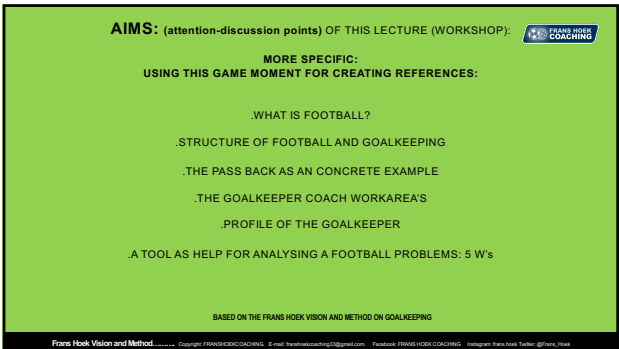 AIMS: (attention-discussion points) OF THIS LECTURE (WORKSHOP):
FRANS HOEK
COACHING
MORE SPECIFIC:
USING THIS GAME MOMENT FOR CREATING REFERENCES:
.WHAT IS FOOTBALL?
.STRUCTURE OF FOOTBALL AND GOALKEEPING
.THE PASS BACK AS AN CONCRETE EXAMPLE
.THE GOALKEEPER COACH WORKAREA'S
.PROFILE OF THE GOALKEEPER
.A TOOL AS HELP FOR ANALYSING A FOOTBALL PROBLEMS: 5 W's
BASED ON THE FRANS HOEK VISION AND METHOD ON GOALKEEPING
Frans Hoek Vision and Method.......... Copyright: FRANSHOEKCOACHING. E-mail: franshoekcoaching33@gmail.com. Facebook: FRANS HOEK COACHING Instagram: frans.hoek Twitter: @Frans_Hoek